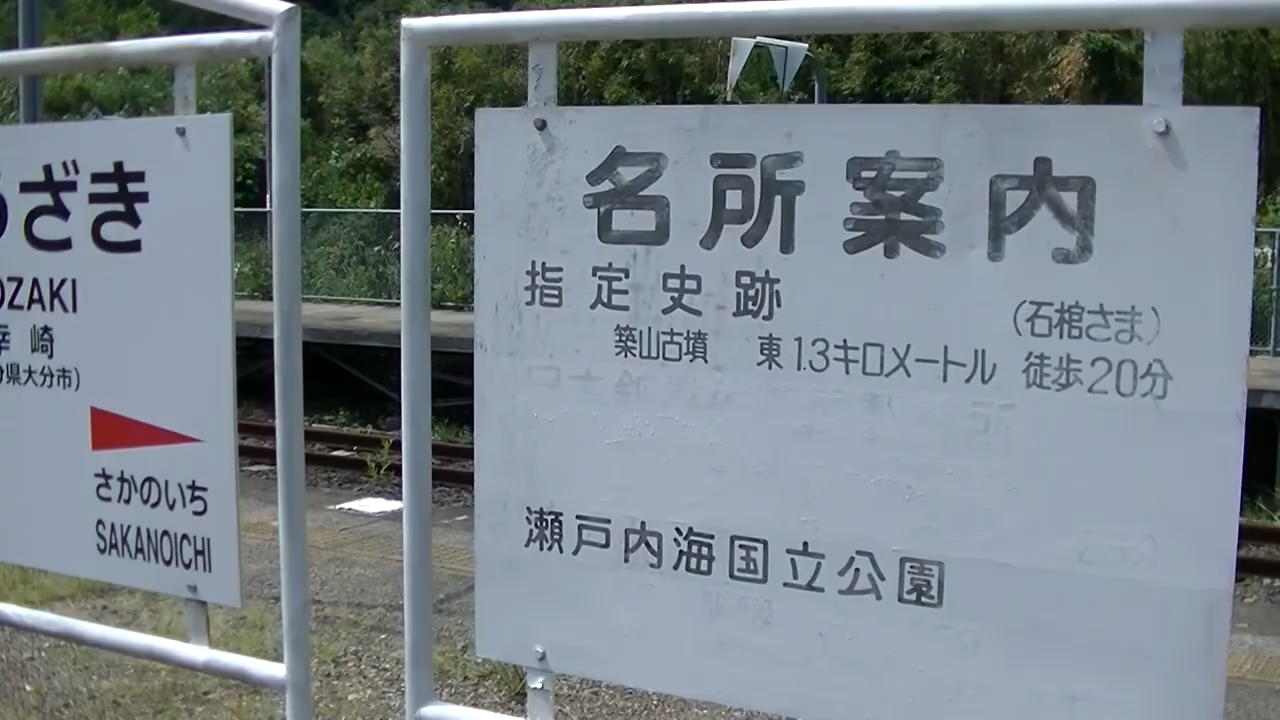 ざき
OZAKI
幸崎
県大分市)
さかのいち
SAKANOICHI
名所案内
指定史跡
(石棺さま)
築山古墳 東1.3キロメートル 徒歩20分
瀬戸内海国立公園